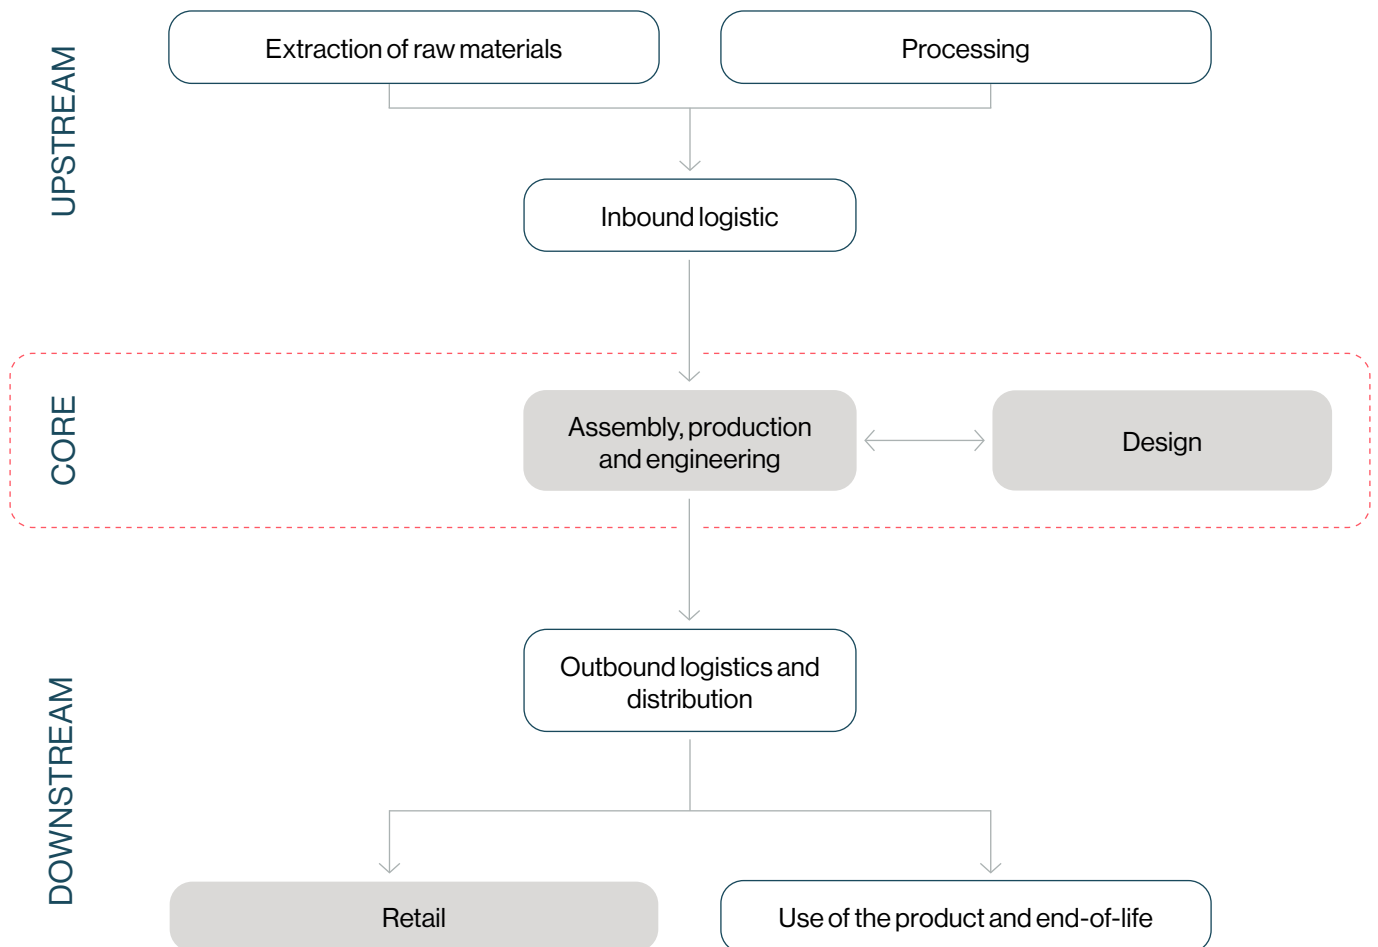 UPSTREAM
Extraction of raw materials
Processing
Inbound logistic
CORE
Assembly, production
and engineering
Design
DOWNSTREAM
Outbound logistics and
distribution
Retail
Use of the product and end-of-life